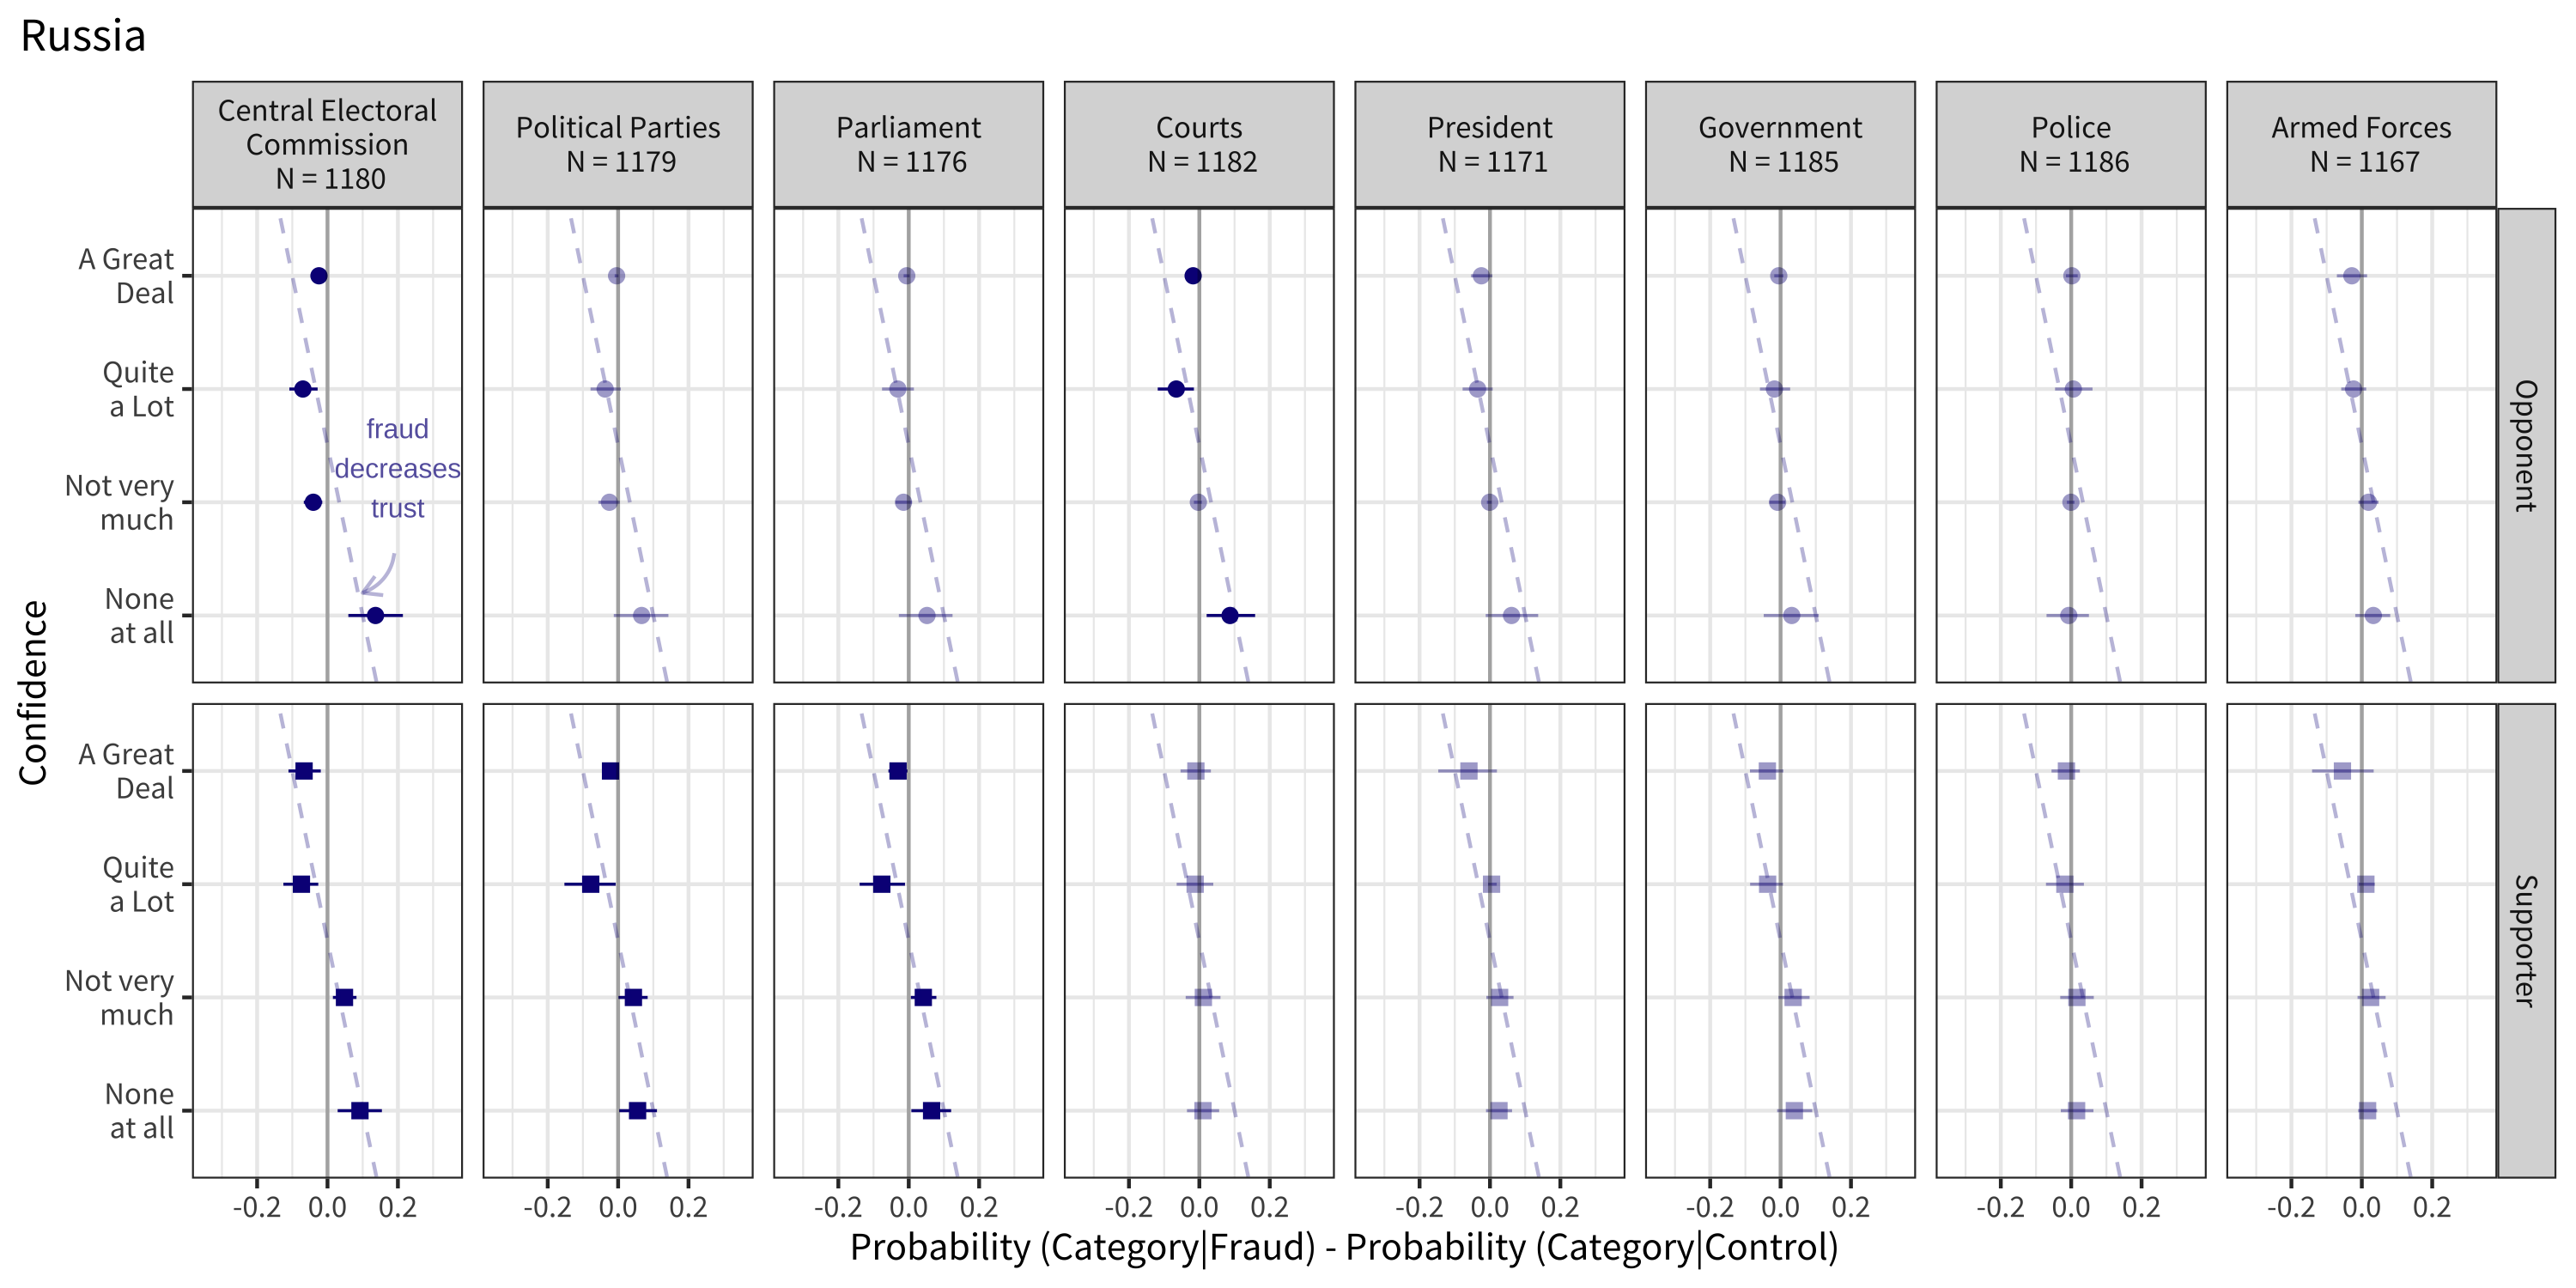 Russia
Central Electoral
Commission
N = 1180
Political Parties
N = 1179
Parliament
N = 1176
Courts
N = 1182
President
N = 1171
Government
N = 1185
Police
N = 1186
Armed Forces
N = 1167
Confidence
A Great
Deal
Quite
a Lot
Not very
much
None
at all
fraud
decreases
trust
Opponent
A Great
Deal
Quite
a Lot
Not very
much
None
at all
Supporter
-0.2 0.0 0.2
-0.2 0.0 0.2
-0.2 0.0 0.2
-0.2 0.0 0.2
-0.2 0.0 0.2
-0.2 0.0 0.2
-0.2 0.0 0.2
-0.2 0.0 0.2
Probability (Category|Fraud) - Probability (Category|Control)